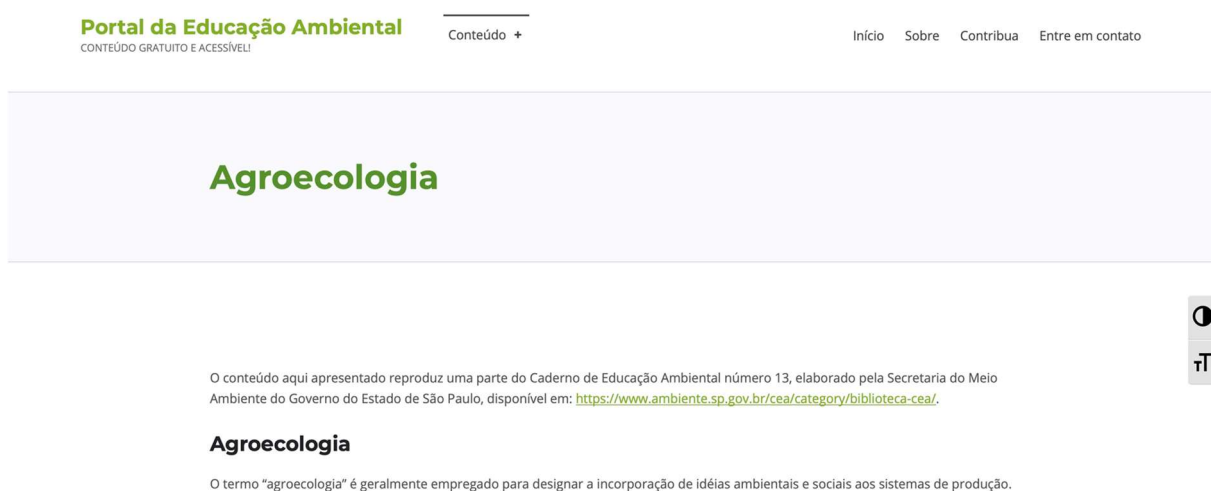 Portal da Educação Ambiental
CONTEÚDO GRATUITO E ACESSÍVEL!
Conteúdo +
Início Sobre Contribua Entre em contato
Agroecologia
O conteúdo aqui apresentado reproduz uma parte do Caderno de Educação Ambiental número 13, elaborado pela Secretaria do Meio
Ambiente do Governo do Estado de São Paulo, disponível em: https://www.ambiente.sp.gov.br/cea/category/biblioteca-cea/.
Agroecologia
O termo “agroecologia” é geralmente empregado para designar a incorporação de idéias ambientais e sociais aos sistemas de produção.
TT